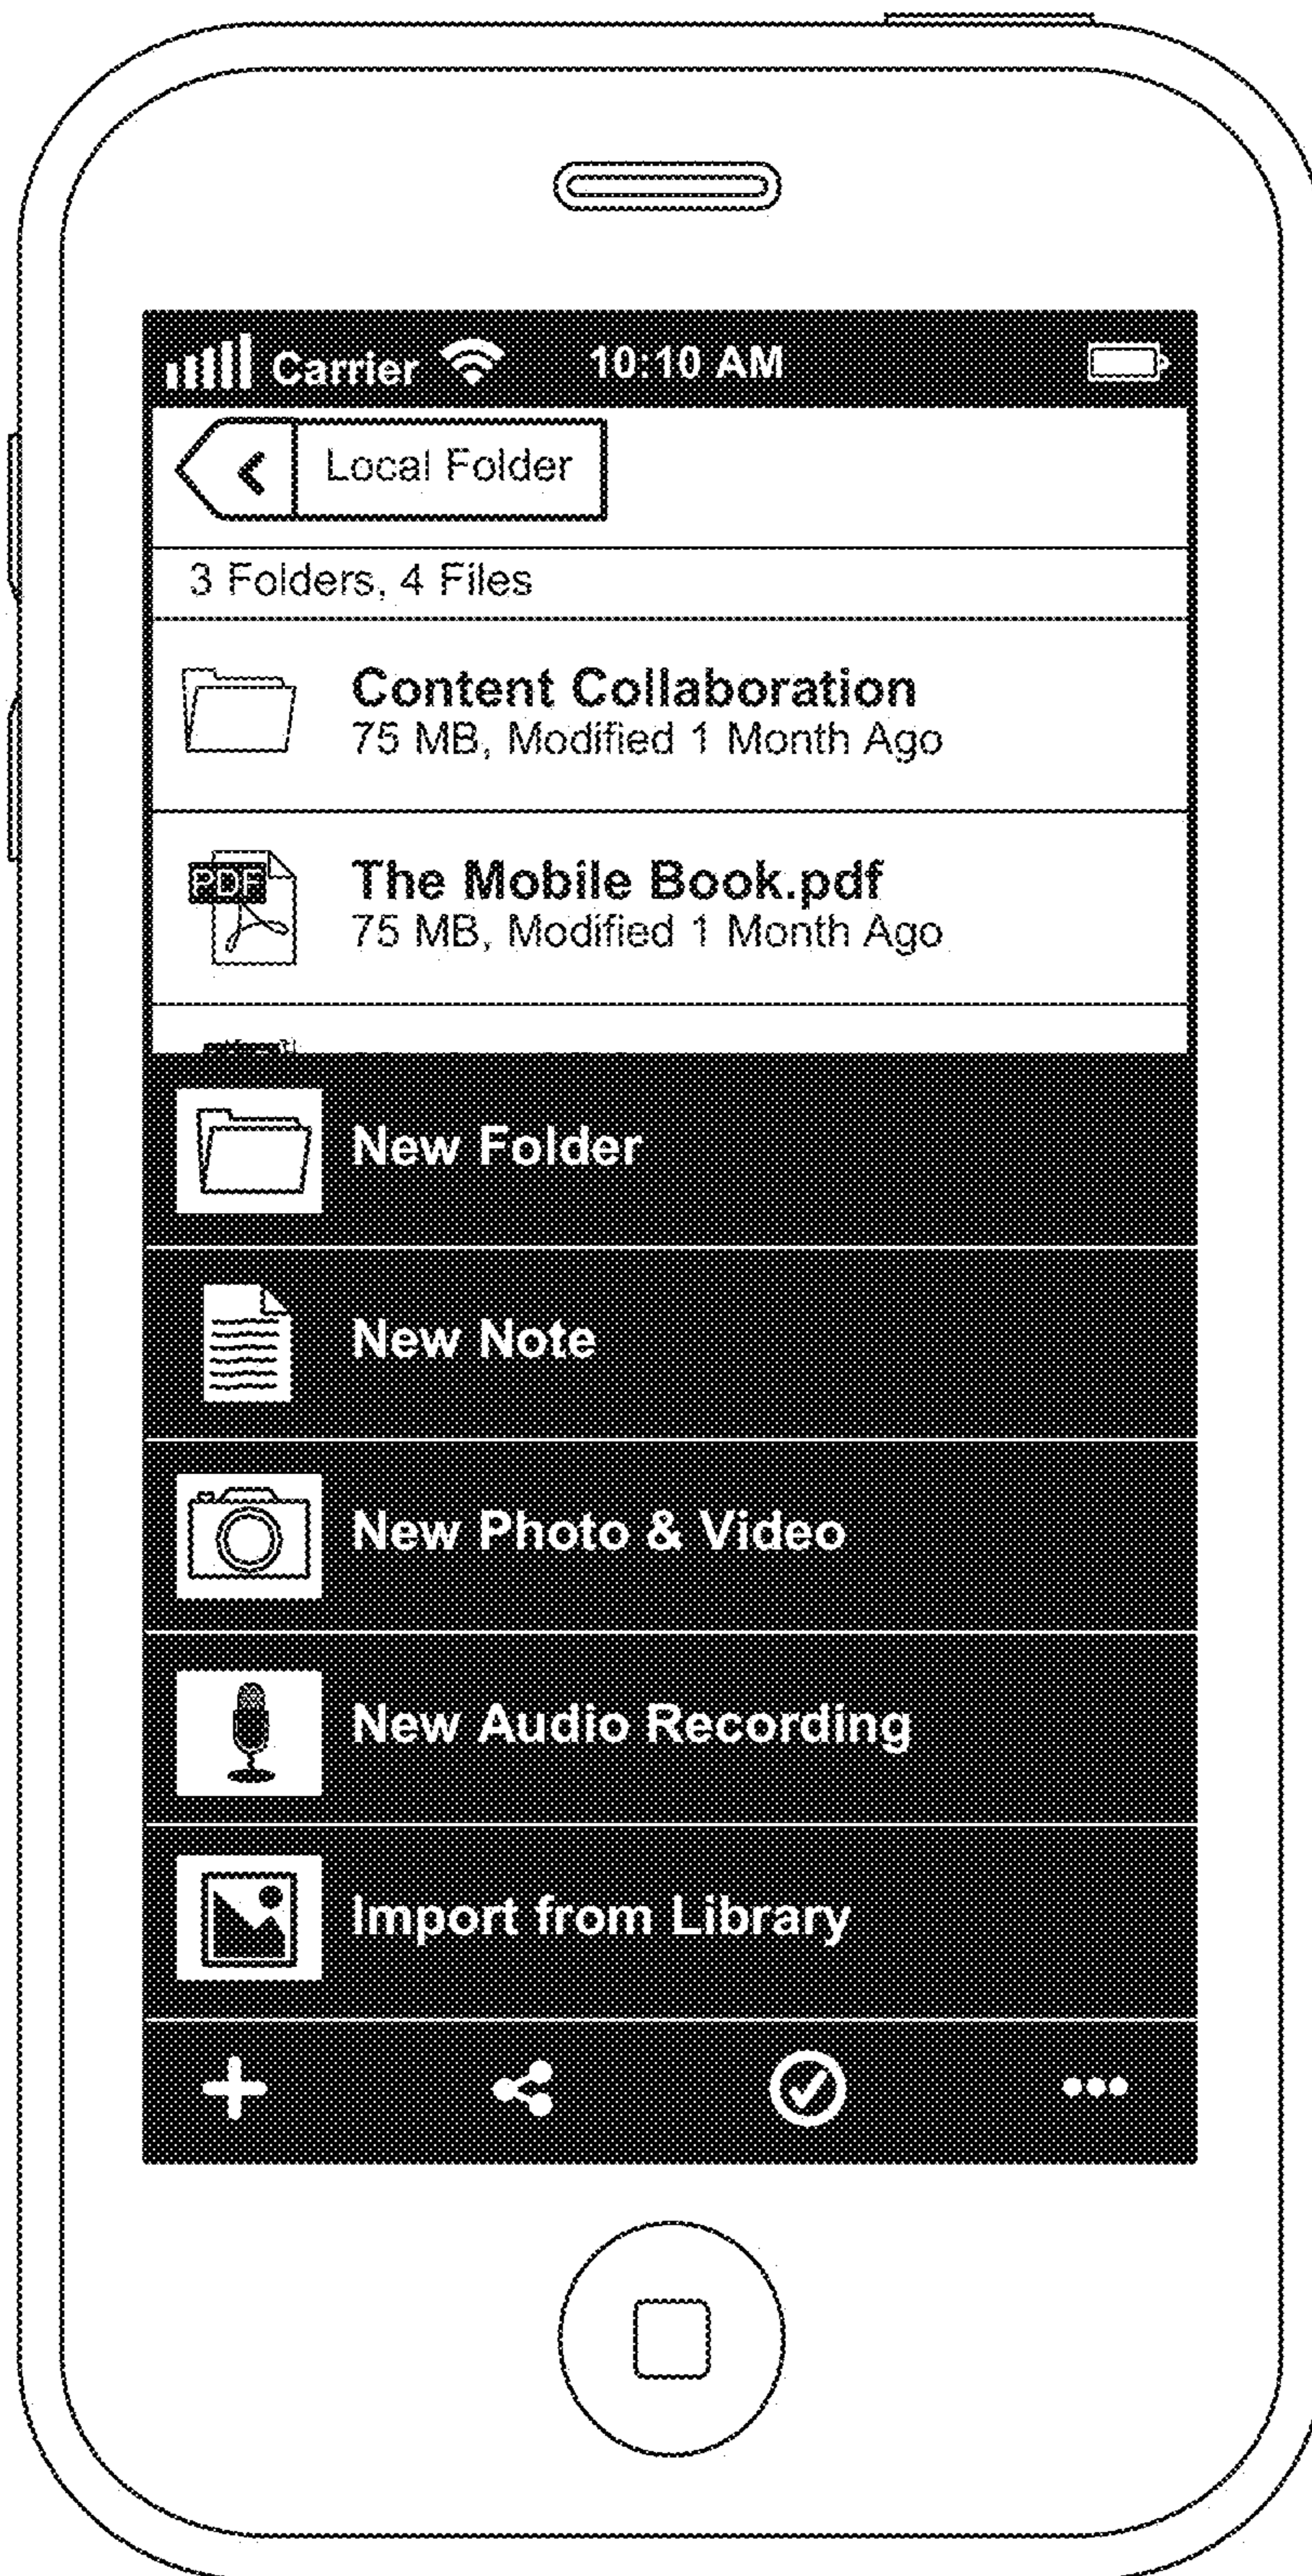 Carrier 10:10 AM
Local Folder
3 Folders, 4 Files
Content Collaboration
75 MB, Modified 1 Month Ago
PDF
The Mobile Book.pdf
75 MB, Modified 1 Month Ago
New Folder
New Note
New Photo & Video
New Audio Recording
Import from Library